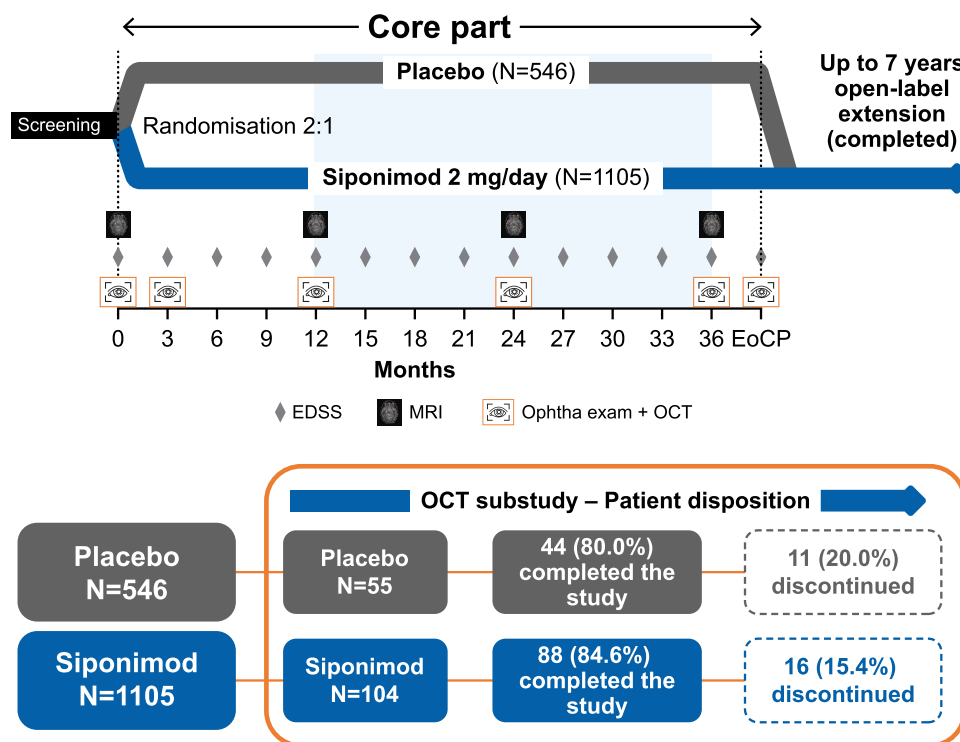 Core part
Placebo (N=546)
Up to 7 years
open-label
extension
(completed)
Screening
Randomisation 2:1
Siponimod 2 mg/day (N=1105)
0 3 6 9 12 15 18 21 24 27 30 33 36 EoCP
Months
EDSS MRI Ophtha exam + OCT
OCT substudy – Patient disposition
Placebo
N=546
Placebo
N=55
44 (80.0%)
completed the
study
11 (20.0%)
discontinued
Siponimod
N=1105
Siponimod
N=104
88 (84.6%)
completed the
study
16 (15.4%)
discontinued